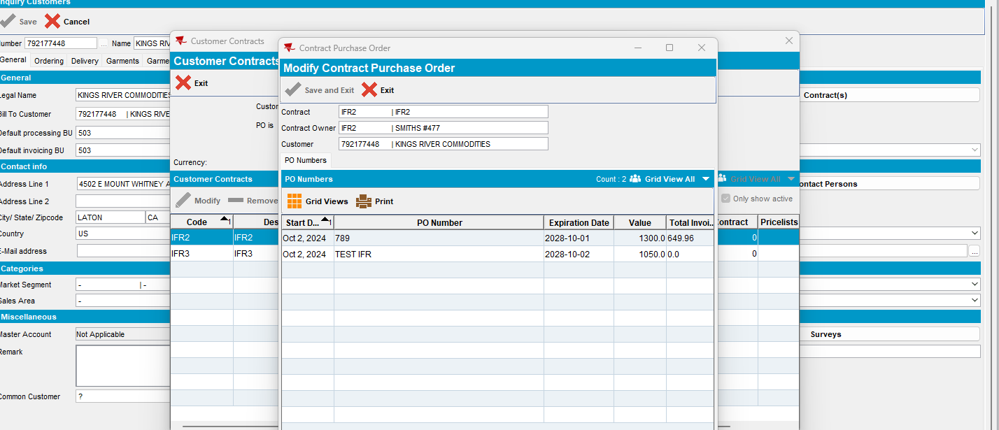 nquiry Customers
Save Cancel
umber 792177448 ... Name KINGS RIV
General Ordering Delivery Garments Garme
General
Legal Name KINGS RIVER COMMODITIES
Bill To Customer 792177448 | KINGS RIVE
Default processing BU 503
Default invoicing BU 503
Contact info
Address Line 1 4502 E MOUNT WHITNEY A
Address Line 2
City/ State/ Zipcode LATON CA
Country US
E-Mail address
Categories
Market Segment - | -
Sales Area -
Miscellaneous
Master Account Not Applicable
Remark
Common Customer ?
Customer Contracts
Customer Contracts
Exit
Custom
PO is
Currency:
Customer Contracts
Modify Remove
Code 1 Des
IFR2 IFR2
IFR3 IFR3
Contract Purchase Order
Modify Contract Purchase Order
Save and Exit Exit
Contract IFR2 | IFR2
Contract Owner IFR2 | SMITHS #477
Customer 792177448 | KINGS RIVER COMMODITIES
PO Numbers
PO Numbers Count : 2 Grid View All
Grid Views Print
Start D... 1 PO Number Expiration Date Value Total Invoi...
Oct 2, 2024 789 2028-10-01 1300.0 649.96
Oct 2, 2024 TEST IFR 2028-10-02 1050.0 0.0
Grid View All
Only show active
ontract Pricelists
0
0
Contract(s)
ontact Persons
...
Surveys